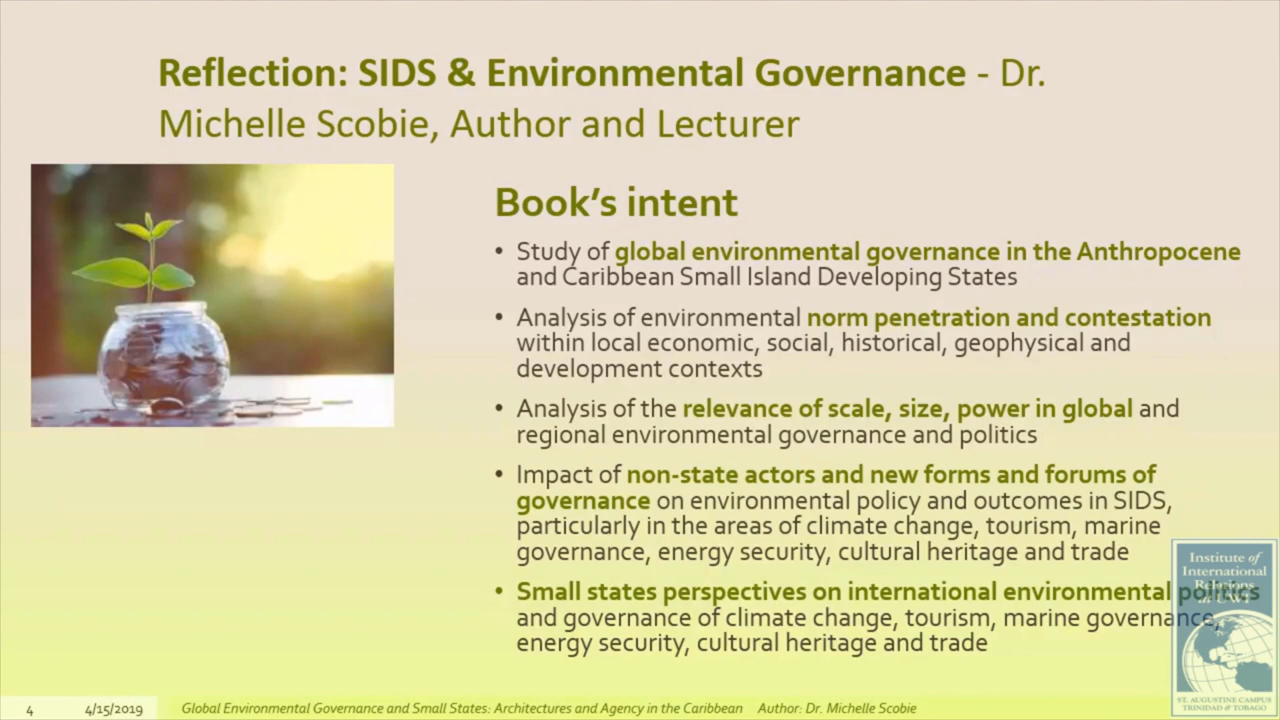 Reflection: SIDS & Environmental Governance - Dr.
Michelle Scobie, Author and Lecturer
Book's intent
• Study of global environmental governance in the Anthropocene
and Caribbean Small Island Developing States
• Analysis of environmental norm penetration and contestation
within local economic, social, historical, geophysical and
development contexts
• Analysis of the relevance of scale, size, power in global and
regional environmental governance and politics
• Impact of non-state actors and new forms and forums of
governance on environmental policy and outcomes in SIDS,
particularly in the areas of climate change, tourism, marine
governance, energy security, cultural heritage and trade
• Small states perspectives on international environmental politics
and governance of climate change, tourism, marine governance,
energy security, cultural heritage and trade
Institute of
International
Relations
at UWI
ST. AUGUSTINE CAMPUS
TRINIDAD & TOBAGO
4 4/15/2019 Global Environmental Governance and Small States: Architectures and Agency in the Caribbean Author: Dr. Michelle Scobie